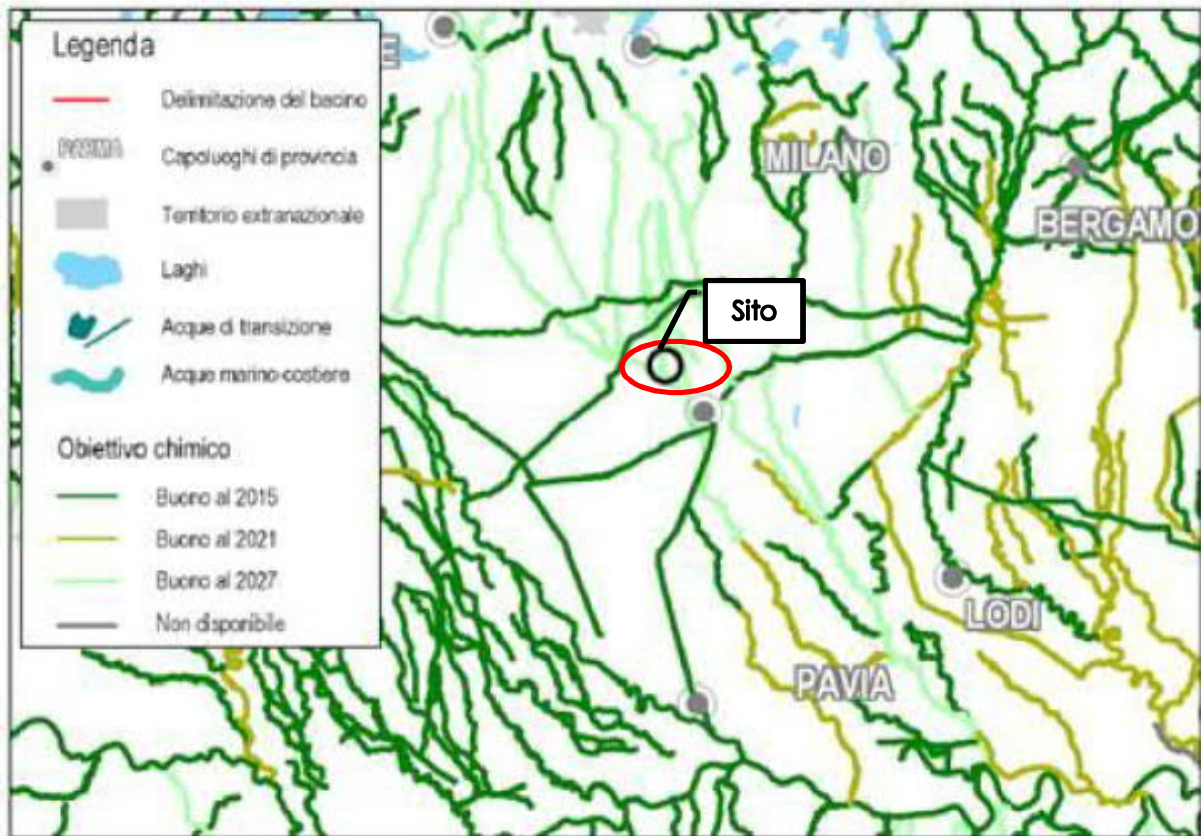 Legenda
Delimitazione del bacino
PARMA
Capoluoghi di provincia
Territorio extranazionale
Laghi
Acque di transizione
Acque marino-costiere
Obiettivo chimico
Buono al 2015
Buono al 2021
Buono al 2027
Non disponibile
E
MILANO
BERGAMO
Sito
LODI
PAVIA